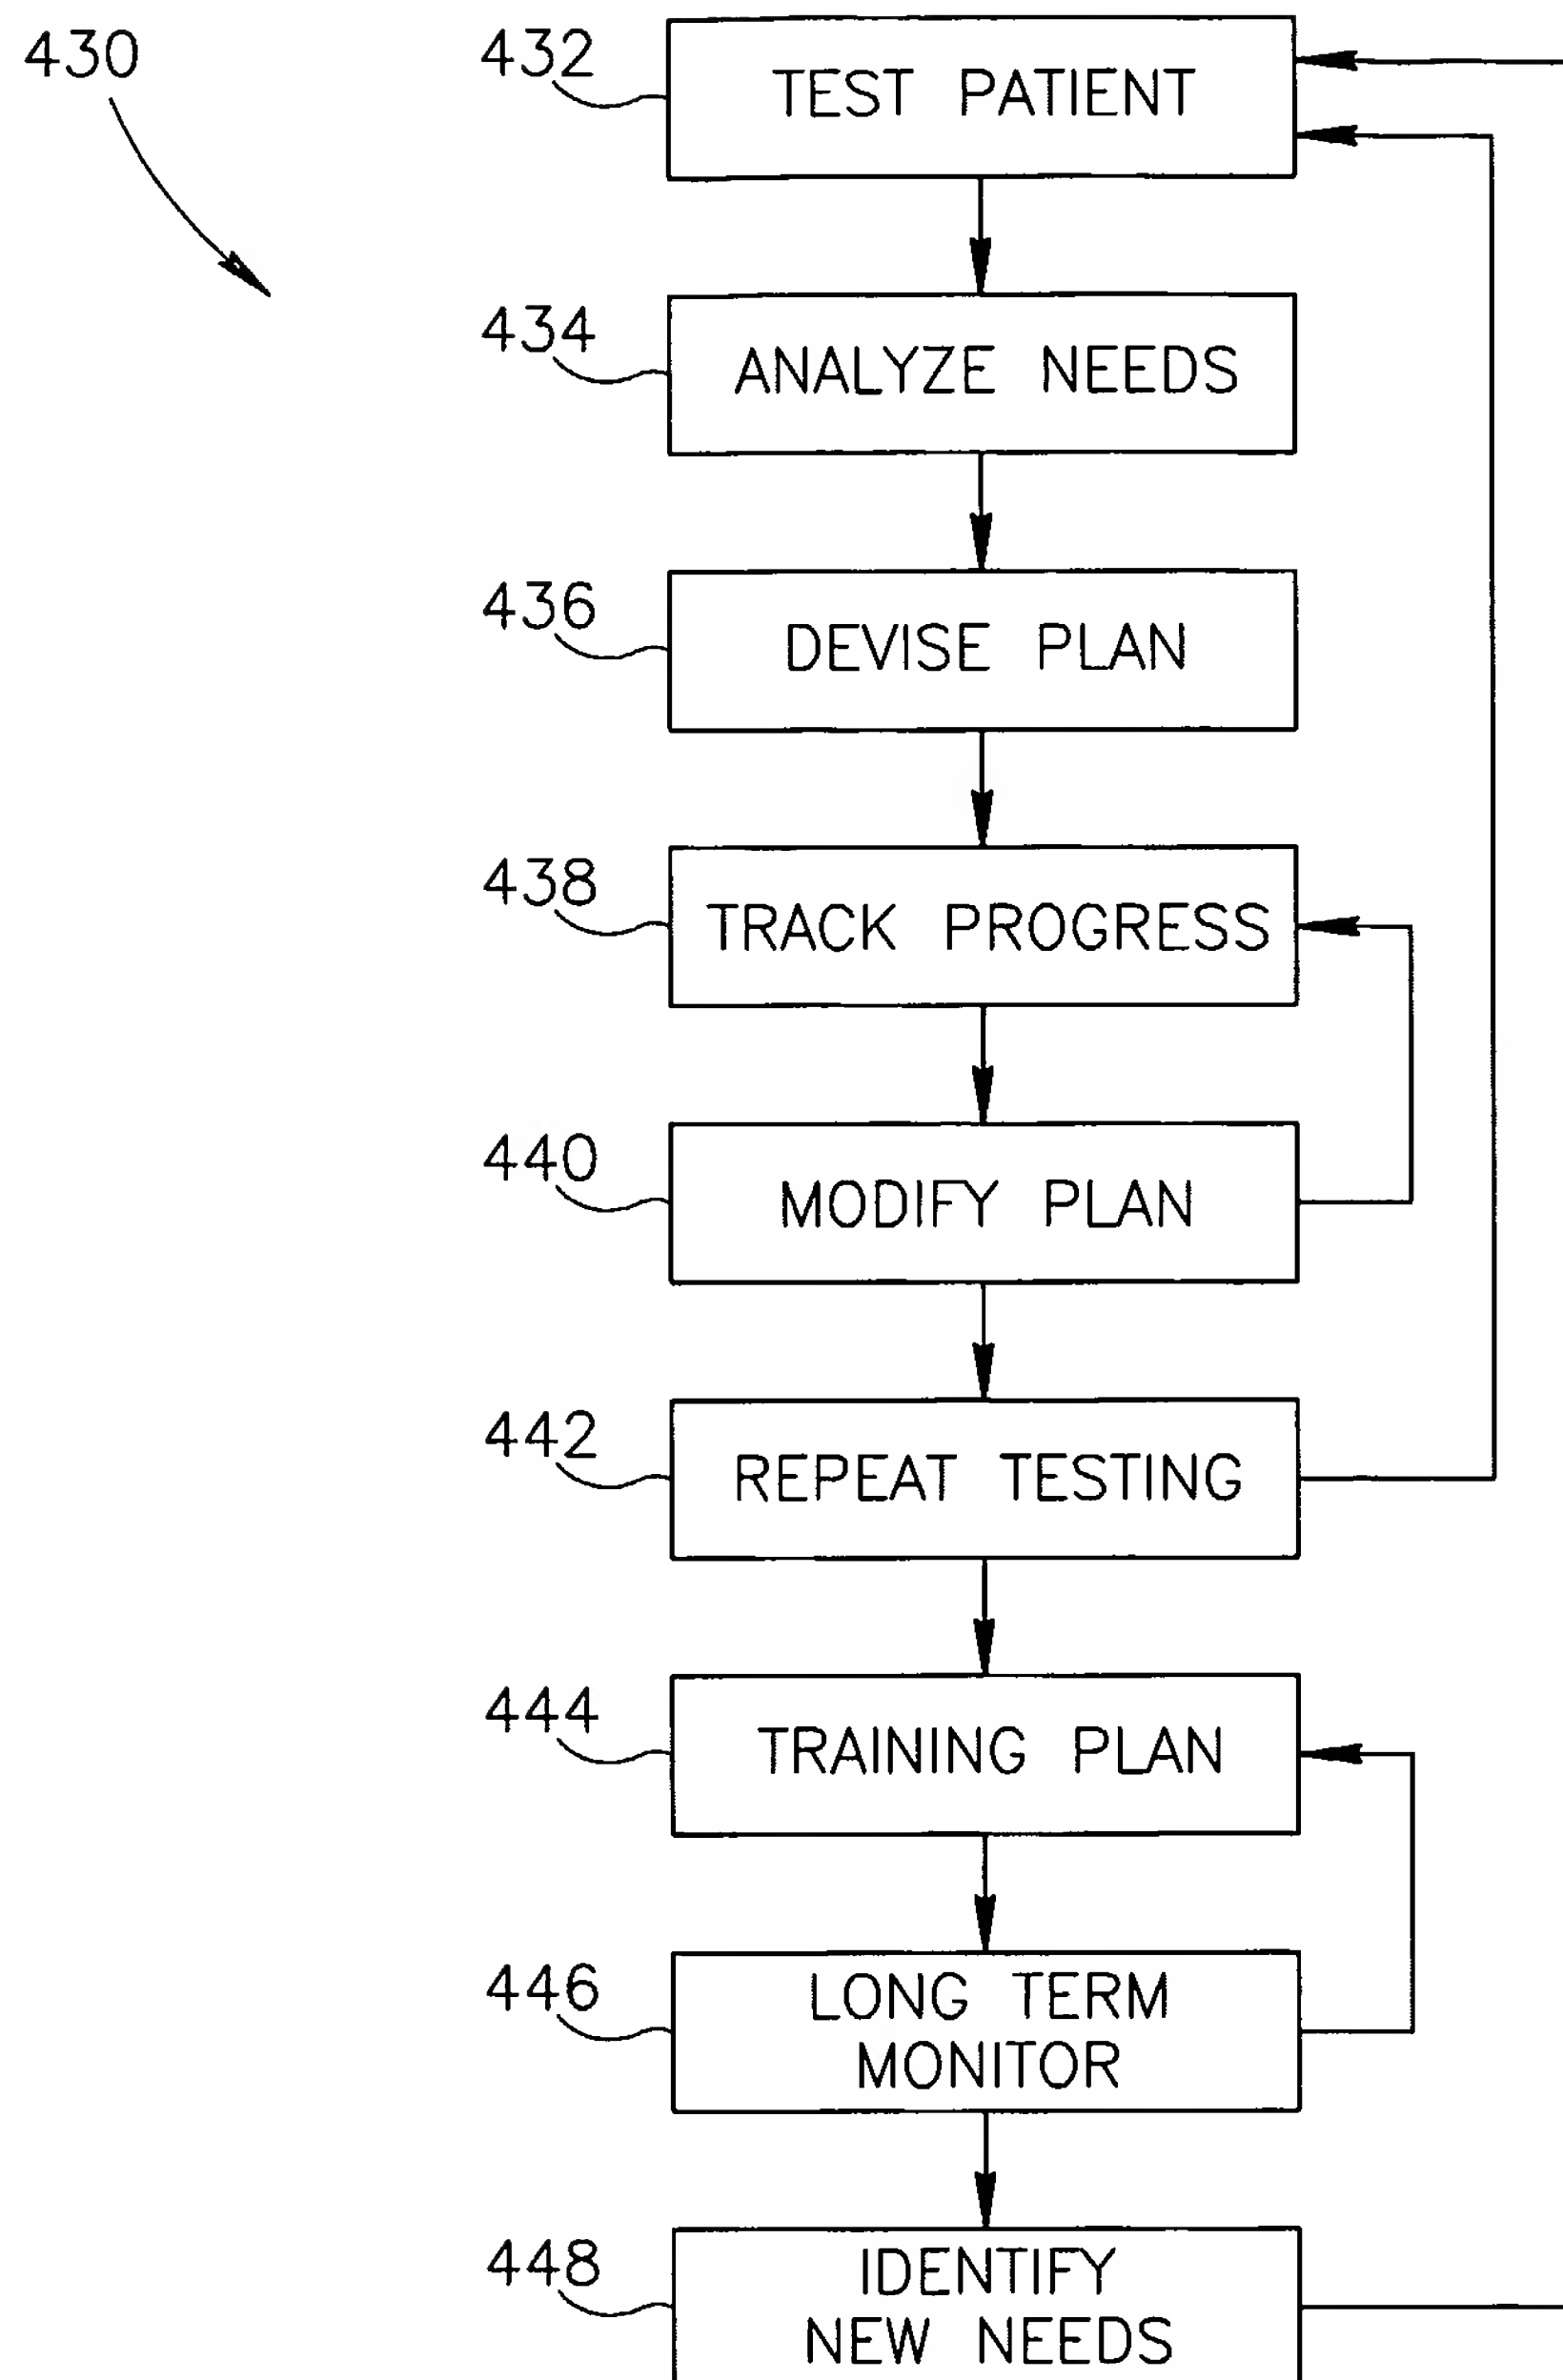 430
432
TEST PATIENT
434
ANALYZE NEEDS
436
DEVISE PLAN
438
TRACK PROGRESS
440
MODIFY PLAN
442
REPEAT TESTING
444
TRAINING PLAN
446
LONG TERM
MONITOR
448
IDENTIFY
NEW NEEDS